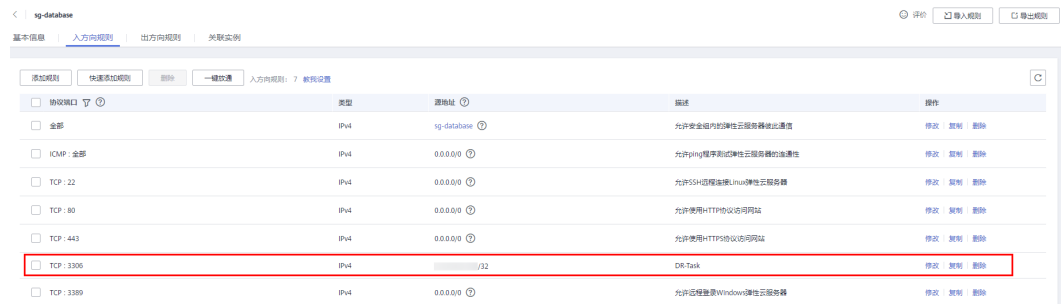 sg-database 评价 导入规则 导出规则
基本信息 入方向规则 出方向规则 关联实例
添加规则 快速添加规则 删除 一键放通 入方向规则： 7 教我设置
协议端口 类型 源地址 描述 操作
全部 IPv4 sg-database 允许安全组内的弹性云服务器彼此通信 修改 复制 删除
ICMP : 全部 IPv4 0.0.0.0/0 允许ping程序测试弹性云服务器的连通性 修改 复制 删除
TCP : 22 IPv4 0.0.0.0/0 允许SSH远程连接Linux弹性云服务器 修改 复制 删除
TCP : 80 IPv4 0.0.0.0/0 允许使用HTTP协议访问网站 修改 复制 删除
TCP : 443 IPv4 0.0.0.0/0 允许使用HTTPS协议访问网站 修改 复制 删除
TCP : 3306 IPv4 /32 DR-Task 修改 复制 删除
TCP : 3389 IPv4 0.0.0.0/0 允许远程登录Windows弹性云服务器 修改 复制 删除